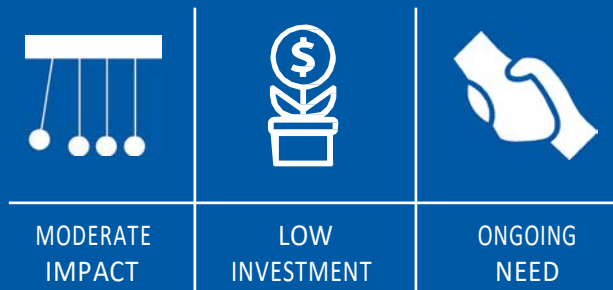 $
MODERATE
IMPACT
LOW
INVESTMENT
ONGOING
NEED